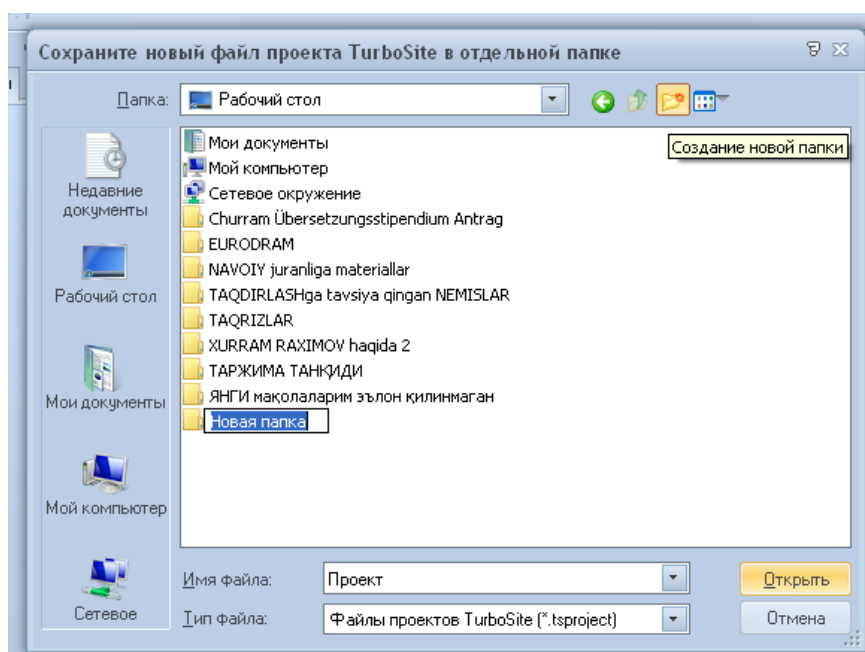 Сохраните новый файл проекта TurboSite в отдельной папке
Папка:
Рабочий стол
Создание новой папки
Недавние
документы
Рабочий стол
Мои документы
Мой компьютер
Сетевое
Мои документы
Мой компьютер
Сетевое окружение
Churram Übersetzungsstipendium Antrag
EURODRAM
NAVOIY juranliga materiallar
TAQDIRLASHga tavsiya qingan NEMISLAR
TAQRIZLAR
XURRAM RAXIMOV haqida 2
ТАРЖИМА ТАНҚИДИ
ЯНГИ мақолаларим эълон қилинмаган
Новая папка
Имя файла:
Проект
Открыть
Тип файла:
Файлы проектов TurboSite (*.tsproject)
Отмена